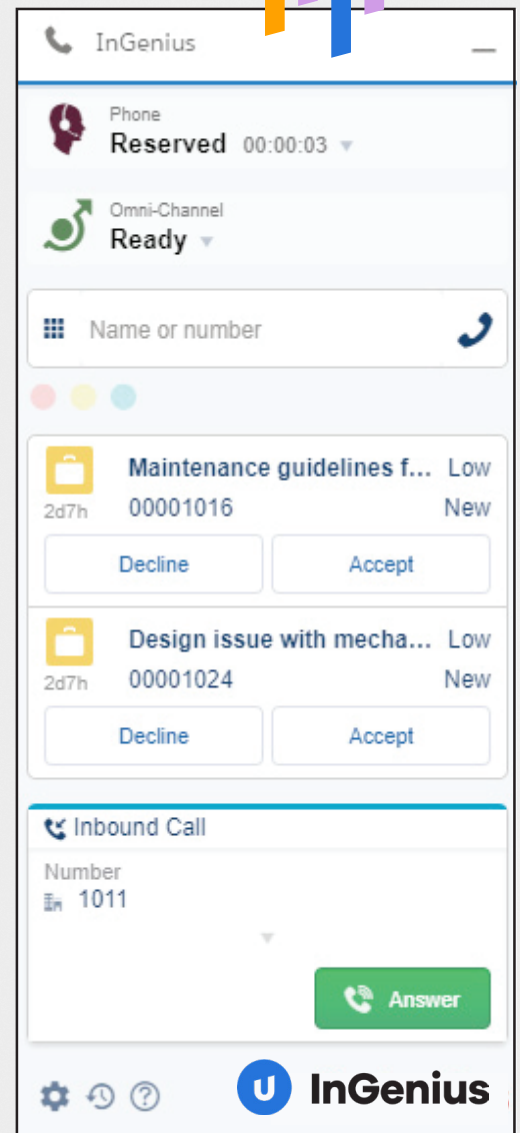 InGenius
Phone
Reserved 00:00:03
Omni-Channel
Ready
Name or number
Maintenance guidelines f... Low
2d7h 00001016 New
Decline Accept
Design issue with mecha... Low
2d7h 00001024 New
Decline Accept
Inbound Call
Number
1011
Answer
u InGenius